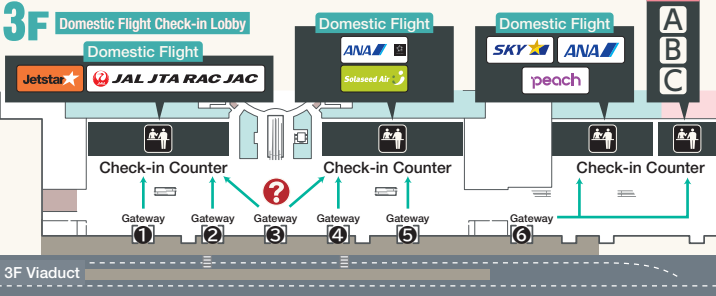 3F Domestic Flight Check-in Lobby
Domestic Flight
Jetstar
JAL JTA RAC JAC
Domestic Flight
ANA
Solaseed Air
Domestic Flight
SKY
ANA
peach
A
B
C
Check-in Counter
Check-in Counter
Check-in Counter
?
Gateway
1
Gateway
2
Gateway
3
Gateway
4
Gateway
5
Gateway
6
3F Viaduct